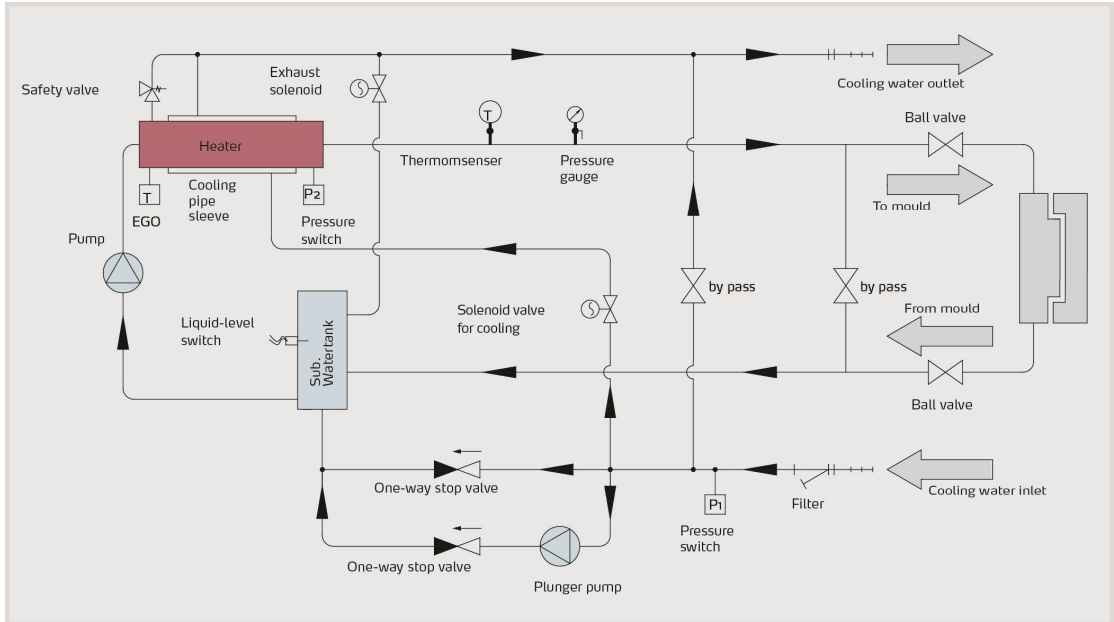 Safety valve
Exhaust
solenoid
Cooling water outlet
Heater
T
Thermomsenser
Pressure
gauge
Ball valve
T
EGO
Cooling
pipe
sleeve
P2
Pressure
switch
To mould
Pump
Liquid-level
switch
Sub.
Watertank
Solenoid valve
for cooling
by pass
by pass
From mould
Ball valve
One-way stop valve
P1
Pressure
switch
Filter
Cooling water inlet
One-way stop valve
Plunger pump